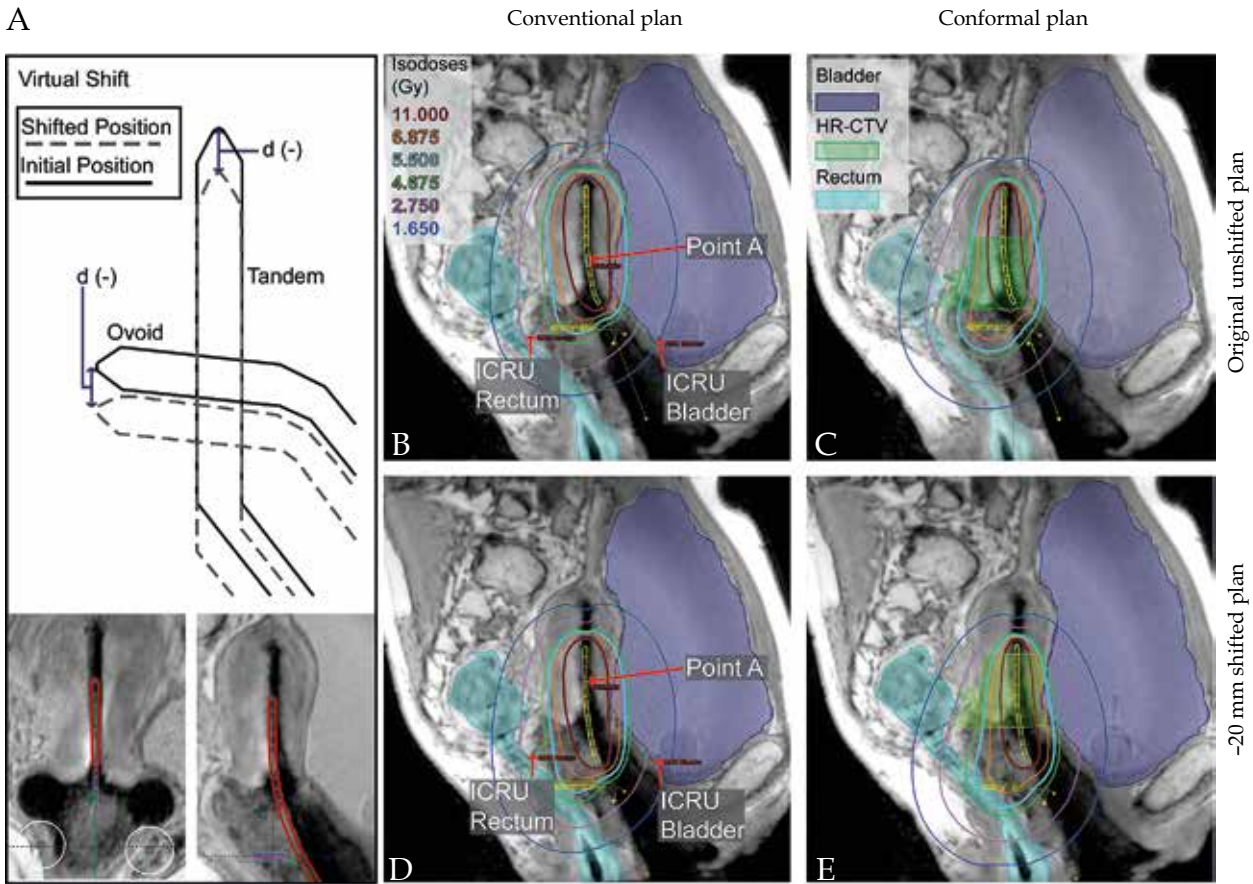 A
Conventional plan
Conformal plan
Virtual Shift
Shifted Position
Initial Position
d (-)
d (-)
Tandem
Ovoid
Isodoses
(Gy)
11.000
6.875
5.500
4.675
2.750
1.650
Point A
ICRU
Rectum
ICRU
Bladder
B
Bladder
HR-CTV
Rectum
C
Original unshifted plan
Point A
ICRU
Rectum
ICRU
Bladder
D
E
–20 mm shifted plan